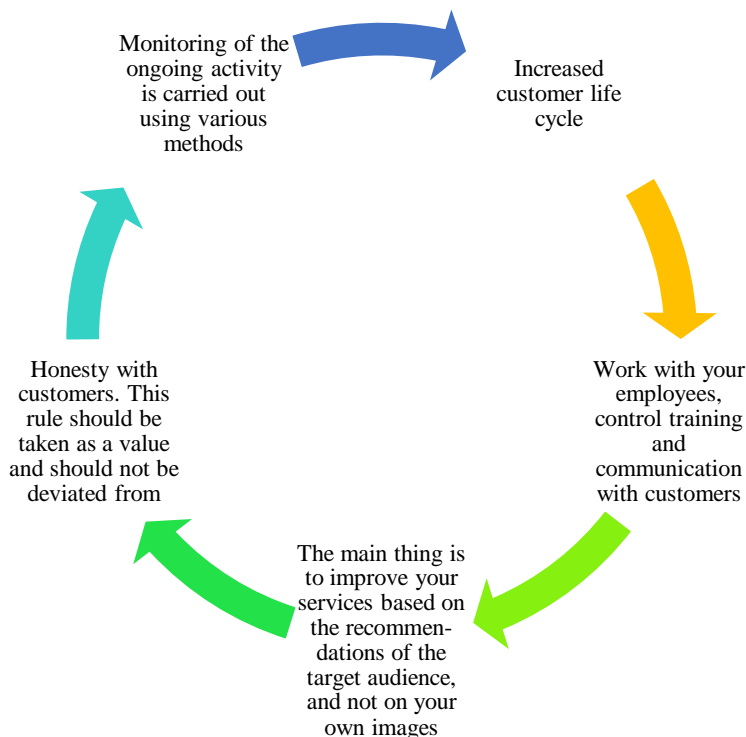 Monitoring of the
ongoing activity
is carried out
using various
methods
Increased
customer life
cycle
Work with your
employees,
control training
and
communication
with customers
The main thing is
to improve your
services based on
the recommen-
dations of the
target audience,
and not on your
own images
Honesty with
customers. This
rule should be
taken as a value
and should not be
deviated from